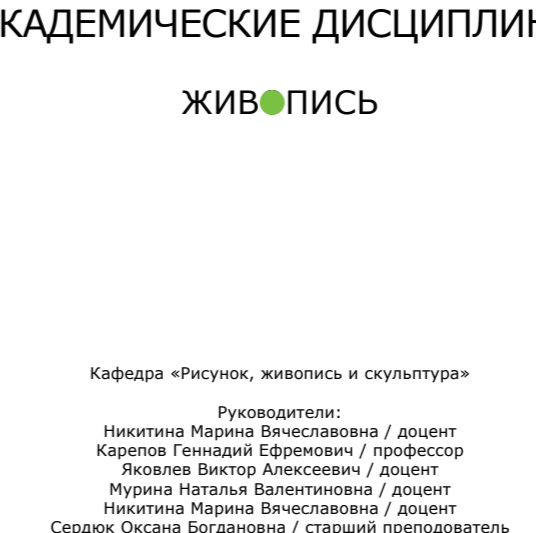 КАДЕМИЧЕСКИЕ ДИСЦИПЛИН
ЖИВОПИСЬ
Кафедра «Рисунок, живопись и скульптура»
Руководители:
Никитина Марина Вячеславовна / доцент
Карепов Геннадий Ефремович / профессор
Яковлев Виктор Алексеевич / доцент
Мурина Наталья Валентиновна / доцент
Никитина Марина Вячеславовна / доцент
Сердюк Оксана Богдановна / старший преподователь